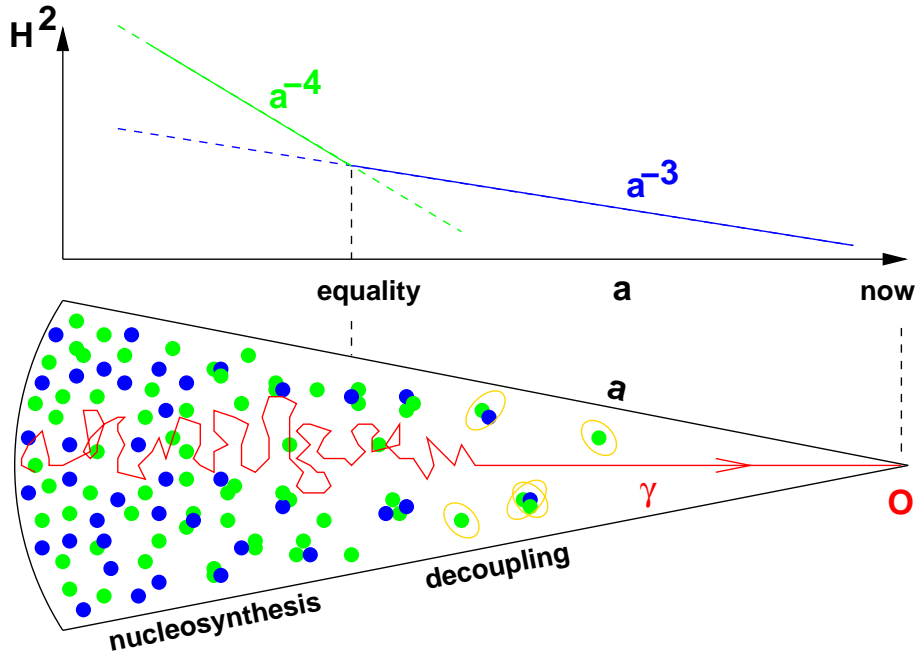 H²
a⁻⁴
a⁻³
equality
a
now
a
γ
O
decoupling
nucleosynthesis